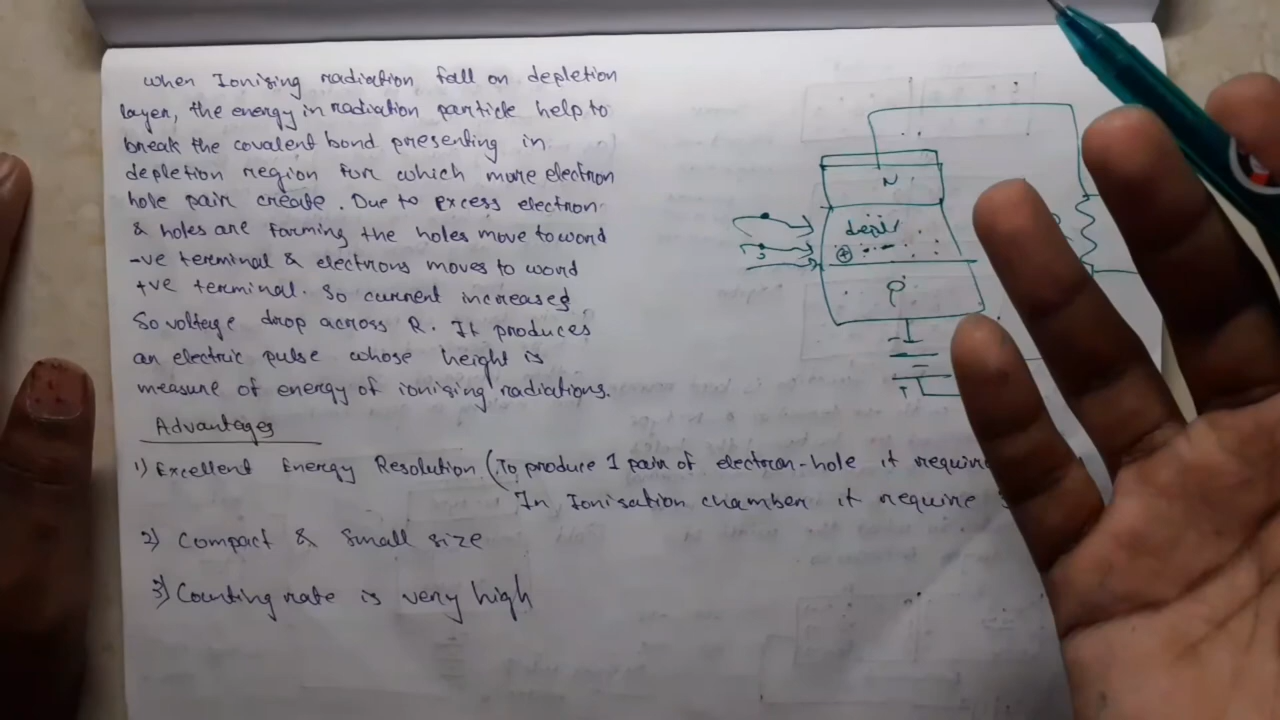 when Ionising radiation fall on depletion
layer, the energy in radiation particle help to
break the covalent bond presenting in
depletion region for which more electron
hole pair create. Due to excess electron
& holes are forming the holes move toword
-ve terminal & electrons moves to word
+ve terminal. So current increased,
So voltage drop across R. It produces
an electric pulse whose height is
measure of energy of ionising radiations.
N
P
Advantages
1) Excellent Energy Resolution (To produce 1 pair of electron-hole it require
In Ionisation chamber it require
2) Compact & Small size
3) Counting rate is very high